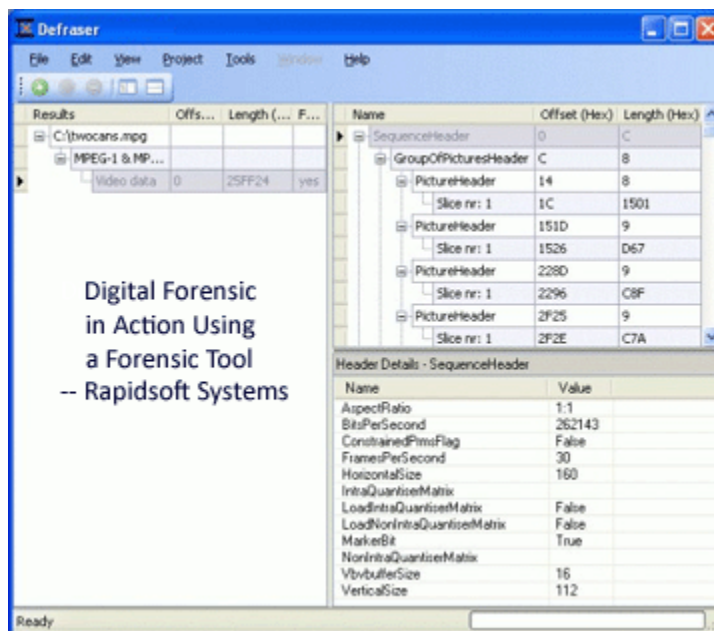 Defraser
File Edit View Project Tools Window Help
Results Offs... Length (... F...
C:\twocans.mpg
MPEG-1 & MP...
Video data 0 25FF24 yes
Digital Forensic
in Action Using
a Forensic Tool
-- Rapidsoft Systems
Name Offset (Hex) Length (Hex)
SequenceHeader 0 C
GroupOfPicturesHeader C 8
PictureHeader 14 8
Slice nr: 1 1C 1501
PictureHeader 151D 9
Slice nr: 1 1526 D67
PictureHeader 228D 9
Slice nr: 1 2296 C8F
PictureHeader 2F25 9
Slice nr: 1 2F2E C7A
Header Details - SequenceHeader
Name Value
AspectRatio 1:1
BitsPerSecond 262143
ConstrainedPrmsFlag False
FramesPerSecond 30
HorizontalSize 160
IntraQuantiserMatrix
LoadIntraQuantiserMatrix False
LoadNonIntraQuantiserMatrix False
MarkerBit True
NonIntraQuantiserMatrix
VbvbufferSize 16
VerticalSize 112
Ready